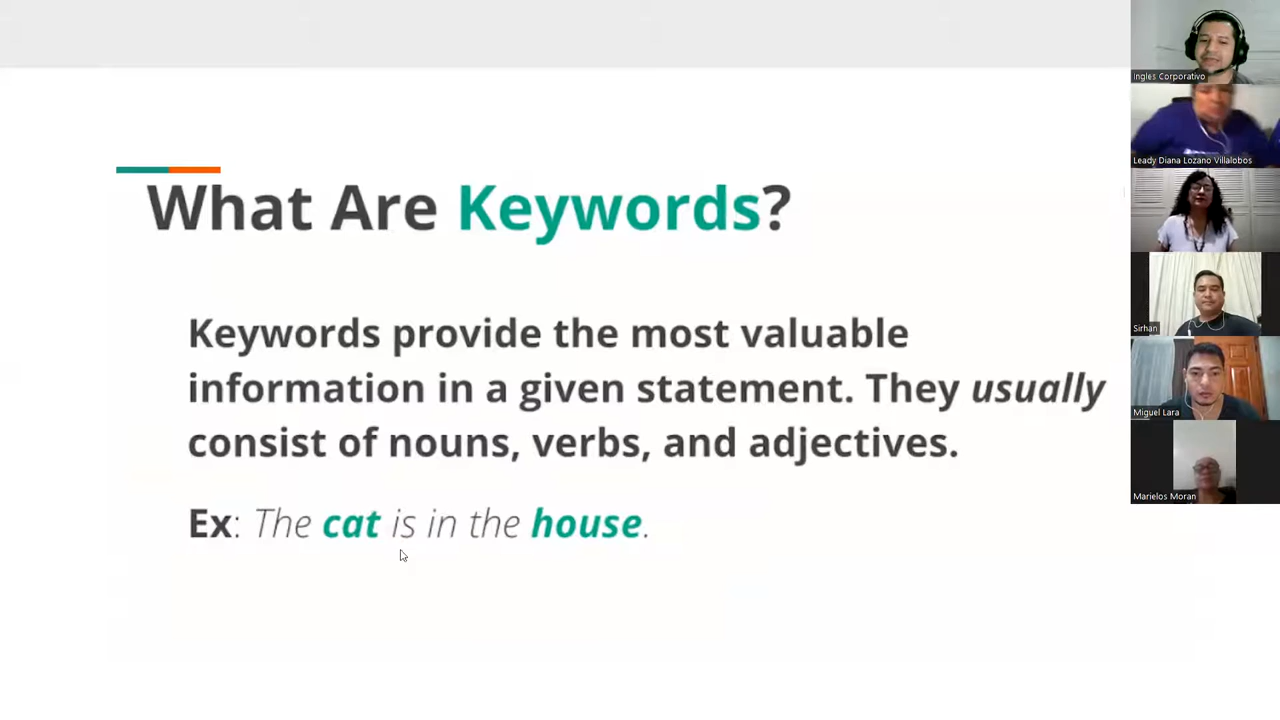 What Are Keywords?
Keywords provide the most valuable
information in a given statement. They usually
consist of nouns, verbs, and adjectives.
Ex: The cat is in the house.
Ingles Corporativo
Leady Diana Lozano Villalobos
Sirhan
Miguel Lara
Marielos Moran